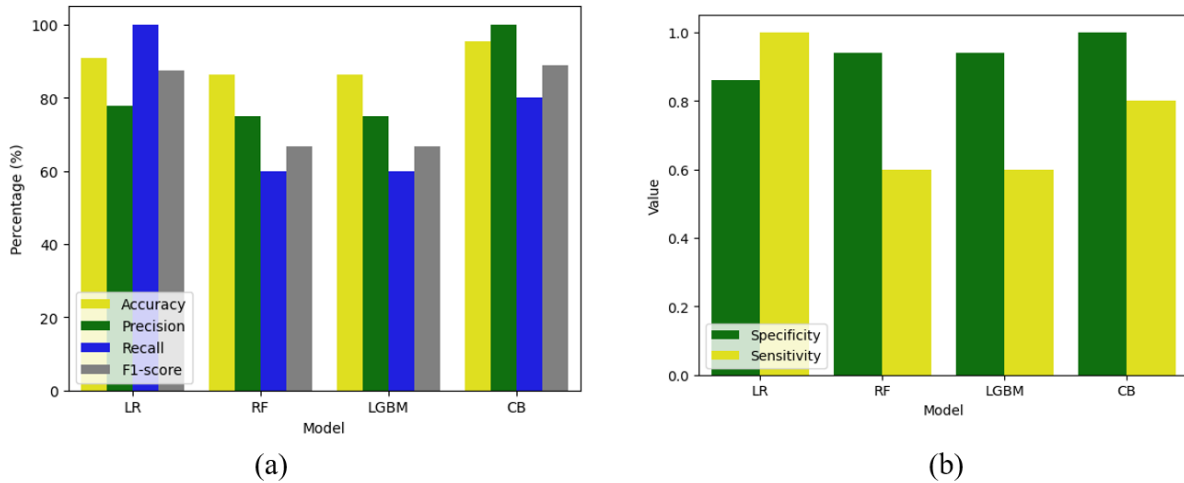 100
80
60
40
20
0
Percentage (%)
Accuracy
Precision
Recall
F1-score
LR
RF
LGBM
CB
Model
(a)
1.0
0.8
0.6
0.4
0.2
0.0
Value
Specificity
Sensitivity
LR
RF
LGBM
CB
Model
(b)